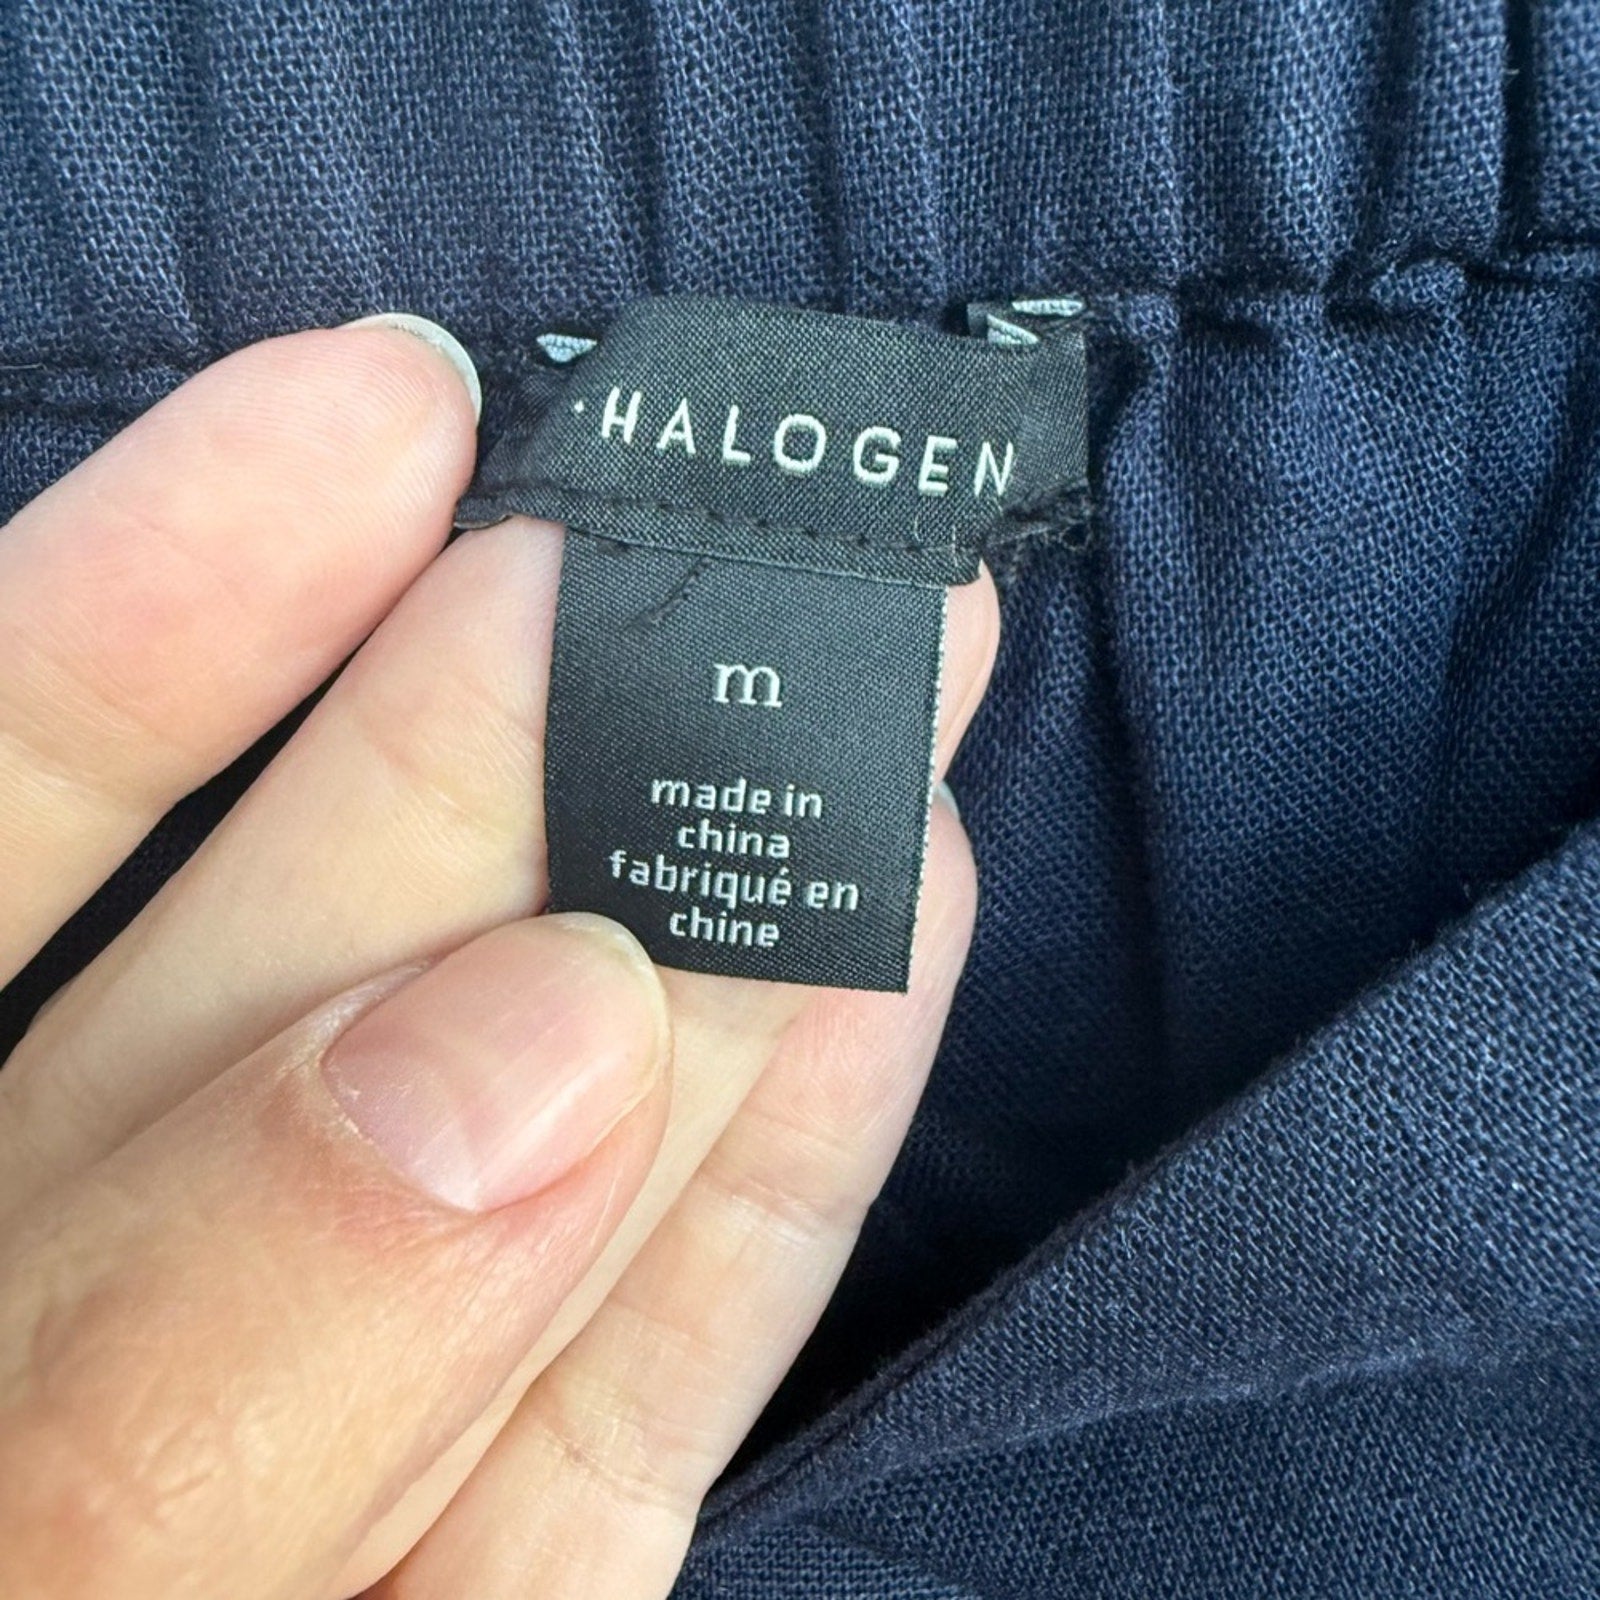 ·HALOGEN
m
made in
china
fabriqué en
chine